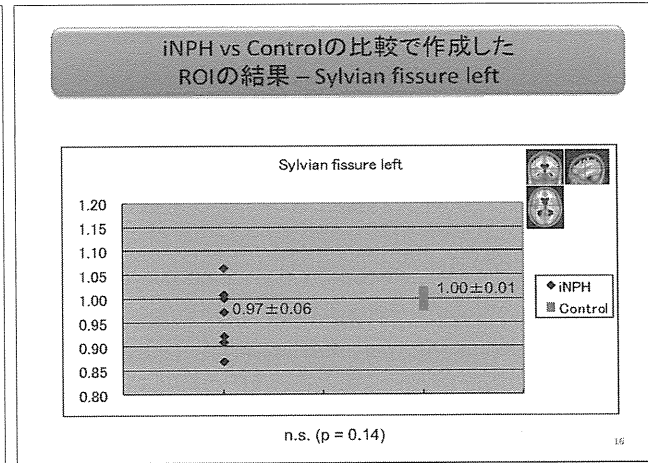 iNPH vs Controlの比較で作成した
ROIの結果 – Sylvian fissure left
Sylvian fissure left
1.20
1.15
1.10
1.05
1.00
0.95
0.90
0.85
0.80
0.97±0.06
1.00±0.01
iNPH
Control
n.s. (p = 0.14)
16